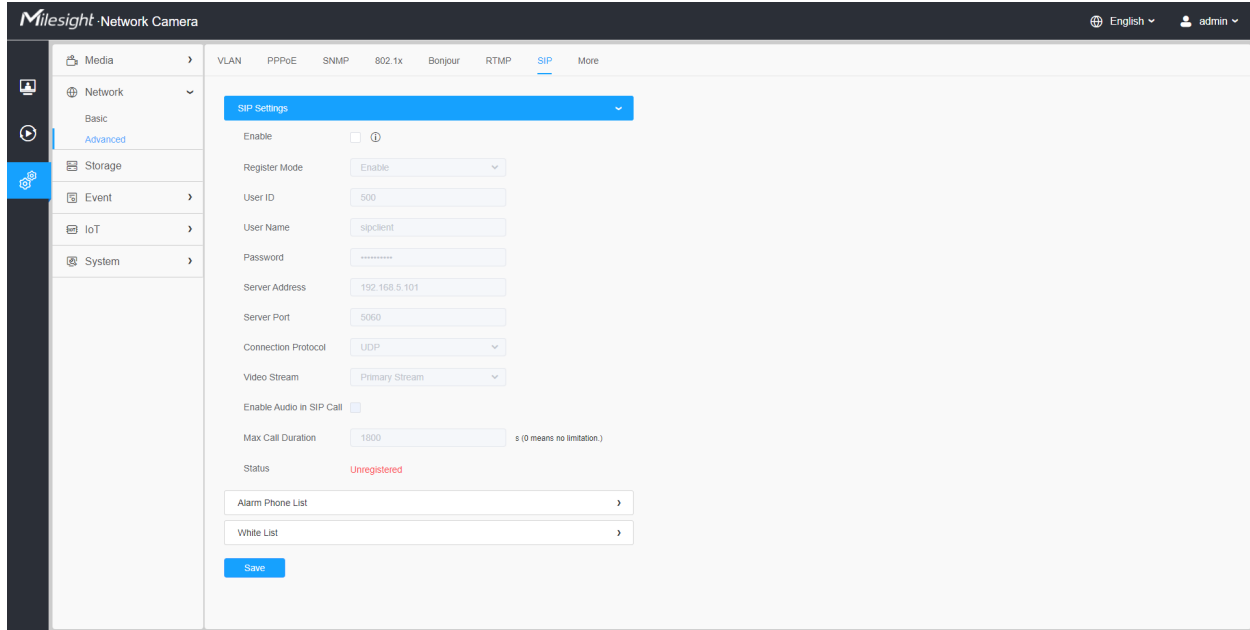 Milesight · Network Camera
English
admin
Media
Network
Basic
Advanced
Storage
Event
IoT
System
VLAN PPPoE SNMP 802.1x Bonjour RTMP SIP More
SIP Settings
Enable
Register Mode Enable
User ID 500
User Name sipclient
Password ••••••••••
Server Address 192.168.5.101
Server Port 5060
Connection Protocol UDP
Video Stream Primary Stream
Enable Audio in SIP Call
Max Call Duration 1800 s (0 means no limitation.)
Status Unregistered
Alarm Phone List
White List
Save